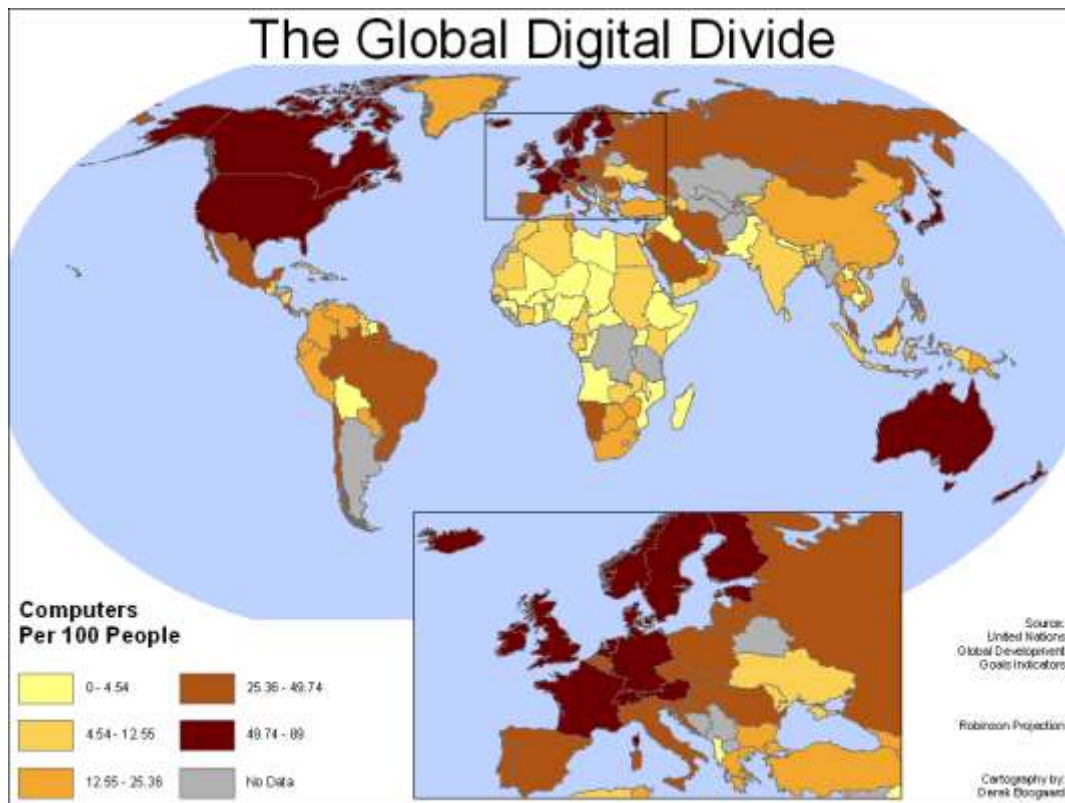 The Global Digital Divide
Computers
Per 100 People
0 - 4.54
25.36 - 49.74
4.54 - 12.55
49.74 - 89
12.55 - 25.36
No Data
Source:
United Nations
Global Development
Goals Indicators
Robinson Projection
Cartography by:
Derek Boogaard